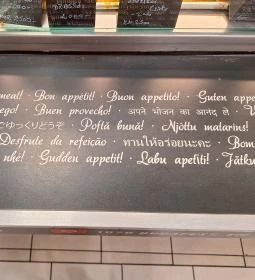 meal! · Bon appétit! · Buon appetito! · Guten appe
ego! · Buen provecho! · अपने भोजन का आनंद ले · V
でゆっくりどうぞ · Poftă bună! · Njóttu matarins!
Desfrute da refeição · ทานให้อร่อยนะคะ · Bom
nhé! · Gudden appetit! · Labu apetīti! · Jätku